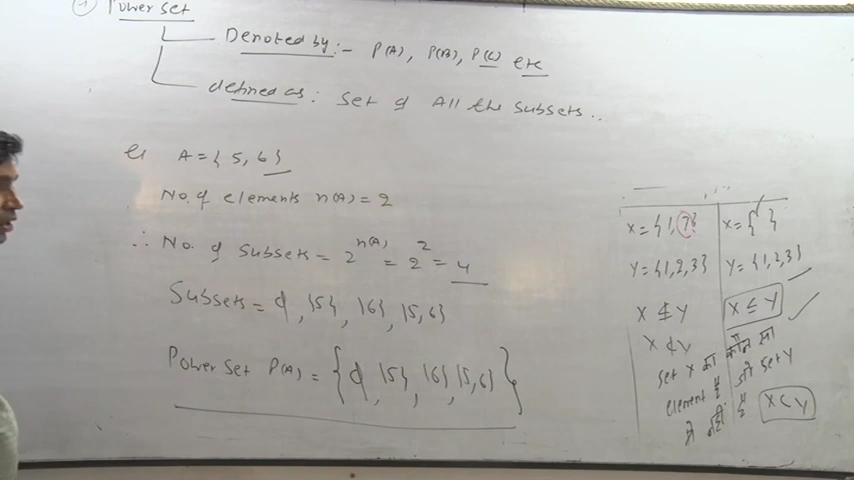 ① Power set
Denoted by :- P(A), P(B), P(C) etc
defined as : Set of All the subsets..
A = { 5, 6 }
No. of elements n(A) = 2
∴ No. of Subsets = 2^n(A) = 2^2 = 4
Subsets = ϕ, {5}, {6}, {5, 6}
Power Set P(A) = { ϕ, {5}, {6}, {5, 6} }
X = {1, 7}
Y = {1, 2, 3}
X ⊈ Y
X ⊄ Y
X = { }
Y = {1, 2, 3}
X ⊆ Y
Set X का कौन सा
element है जो set Y
में नहीं है
X ⊂ Y